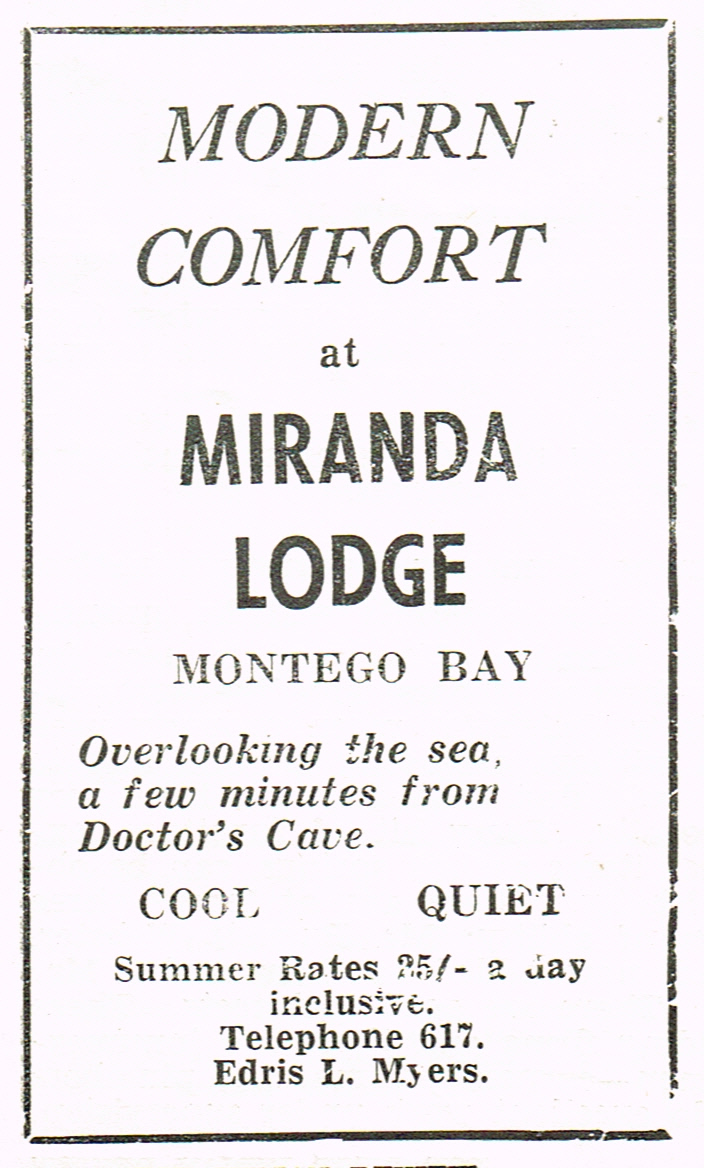 MODERN
COMFORT
at
MIRANDA
LODGE
MONTEGO BAY
Overlooking the sea,
a few minutes from
Doctor's Cave.
COOL QUIET
Summer Rates 25/- a day
inclusive.
Telephone 617.
Edris L. Myers.